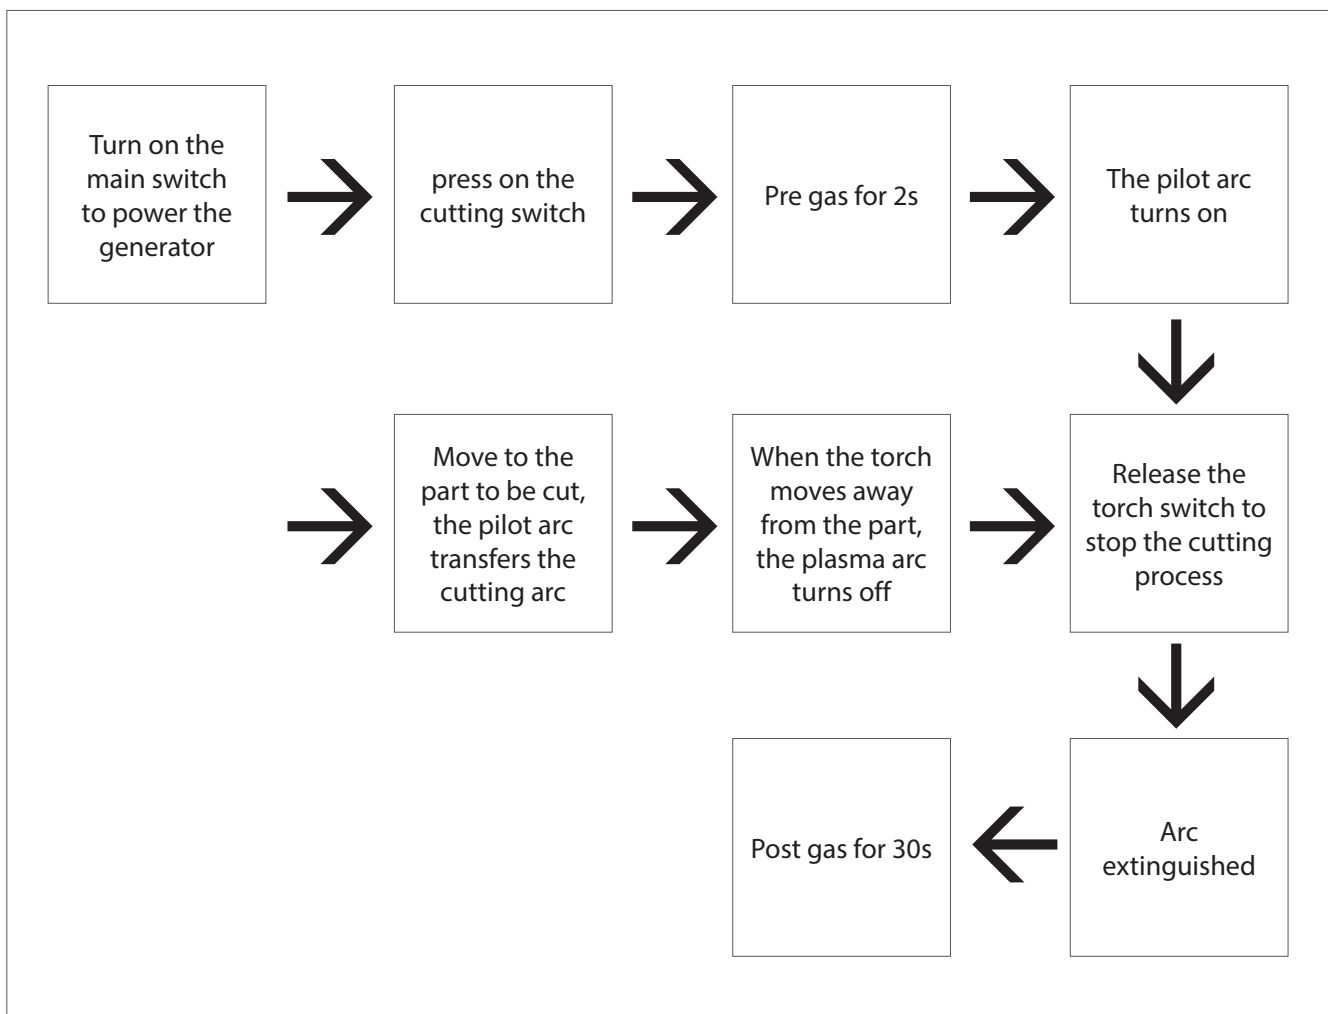 Turn on the
main switch
to power the
generator
press on the
cutting switch
Pre gas for 2s
The pilot arc
turns on
Move to the
part to be cut,
the pilot arc
transfers the
cutting arc
When the torch
moves away
from the part,
the plasma arc
turns off
Release the
torch switch to
stop the cutting
process
Post gas for 30s
Arc
extinguished